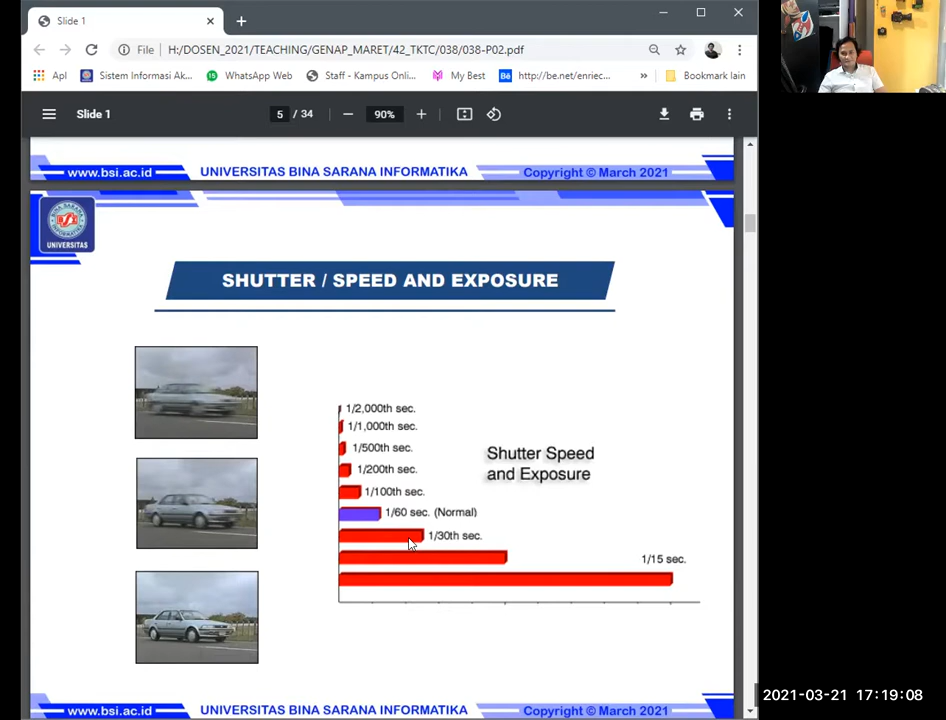 Slide 1
File | H:/DOSEN_2021/TEACHING/GENAP_MARET/42_TKTC/038/038-P02.pdf
Apl
Sistem Informasi Ak...
WhatsApp Web
Staff - Kampus Onli...
My Best
http://be.net/enriec...
»
Bookmark lain
Slide 1
5 / 34
90%
www.bsi.ac.id
UNIVERSITAS BINA SARANA INFORMATIKA
Copyright © March 2021
UNIVERSITAS
SHUTTER / SPEED AND EXPOSURE
1/2,000th sec.
1/1,000th sec.
1/500th sec.
1/200th sec.
1/100th sec.
1/60 sec. (Normal)
1/30th sec.
1/15 sec.
Shutter Speed
and Exposure
www.bsi.ac.id
UNIVERSITAS BINA SARANA INFORMATIKA
Copyright © March 2021
2021-03-21 17:19:08